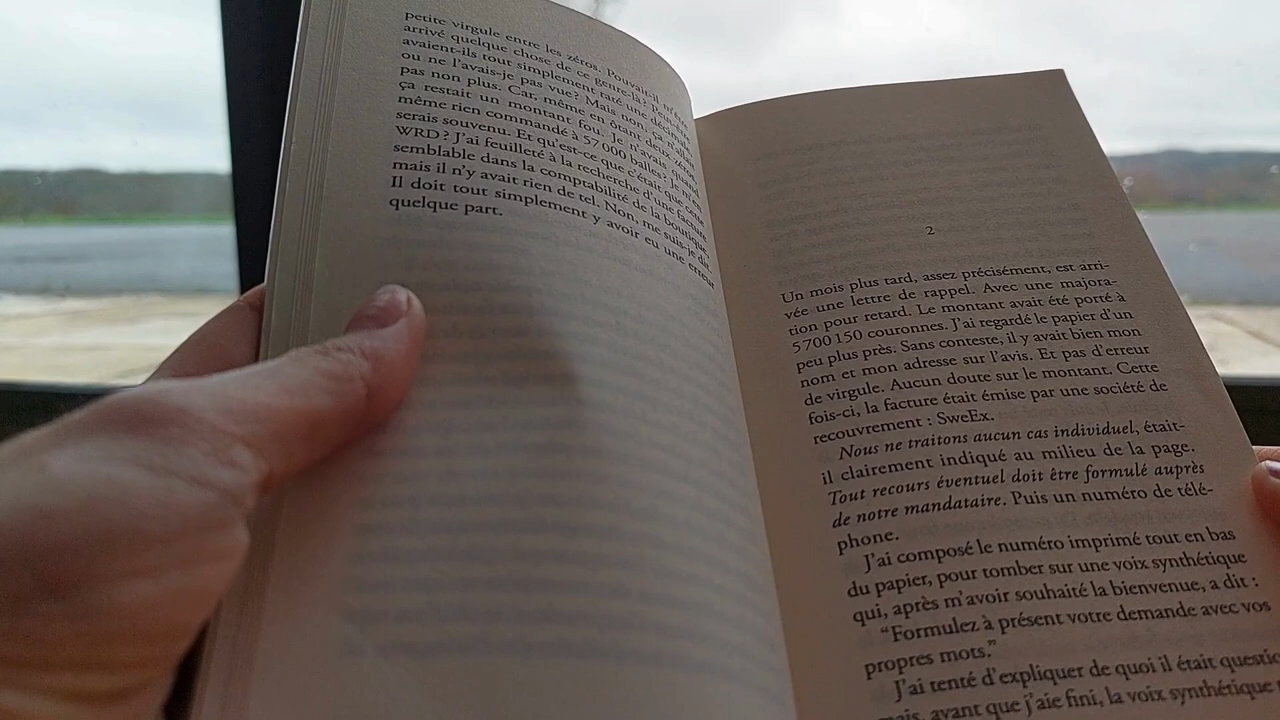 petite virgule entre les zéros. Pouvait-il m'être
arrivé quelque chose de ce genre-là ? Peut-être
avaient-ils tout simplement raté une décimale
ou ne l'avais-je pas vue ? Mais non, ça n'allait
pas non plus. Car, même en ôtant deux zéros,
ça restait un montant fou. Je n'avais quand
même rien commandé à 57 000 balles ? Je m'en
serais souvenu. Et qu'est-ce que c'était que cette
WRD ? J'ai feuilleté à la recherche d'une facture
semblable dans la comptabilité de la boutique,
mais il n'y avait rien de tel. Non, me suis-je dit.
Il doit tout simplement y avoir eu une erreur
quelque part.
2
Un mois plus tard, assez précisément, est arri-
vée une lettre de rappel. Avec une majora-
tion pour retard. Le montant avait été porté à
5 700 150 couronnes. J'ai regardé le papier d'un
peu plus près. Sans conteste, il y avait bien mon
nom et mon adresse sur l'avis. Et pas d'erreur
de virgule. Aucun doute sur le montant. Cette
fois-ci, la facture était émise par une société de
recouvrement : SweEx.
Nous ne traitons aucun cas individuel, était-
il clairement indiqué au milieu de la page.
Tout recours éventuel doit être formulé auprès
de notre mandataire. Puis un numéro de télé-
phone.
J'ai composé le numéro imprimé tout en bas
du papier, pour tomber sur une voix synthétique
qui, après m'avoir souhaité la bienvenue, a dit :
“Formulez à présent votre demande avec vos
propres mots.”
J'ai tenté d'expliquer de quoi il était questio
mais, avant que j'aie fini, la voix synthétique